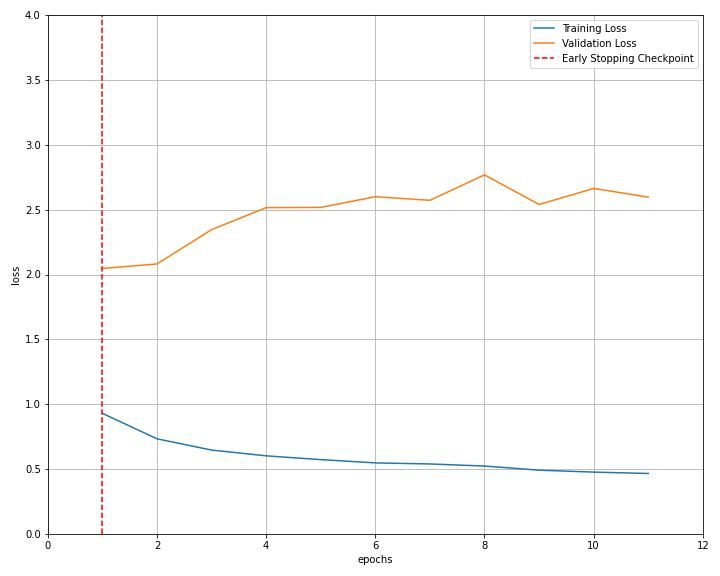 4.0
3.5
3.0
2.5
2.0
1.5
1.0
0.5
0.0
loss
0 2 4 6 8 10 12
epochs
Training Loss
Validation Loss
Early Stopping Checkpoint